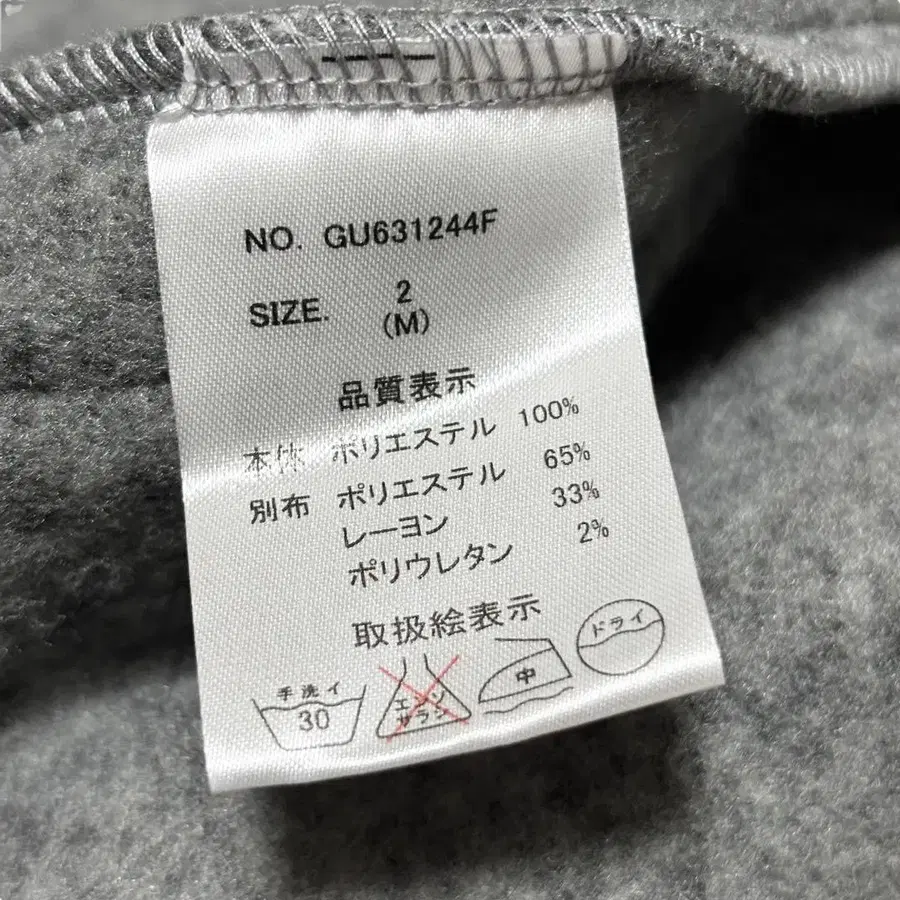 NO. GU631244F
SIZE. 2
(M)
品質表示
本体 ポリエステル 100%
別布 ポリエステル 65%
レーヨン 33%
ポリウレタン 2%
取扱絵表示
手洗イ
30
エンソ
サラシ
中
ドライ